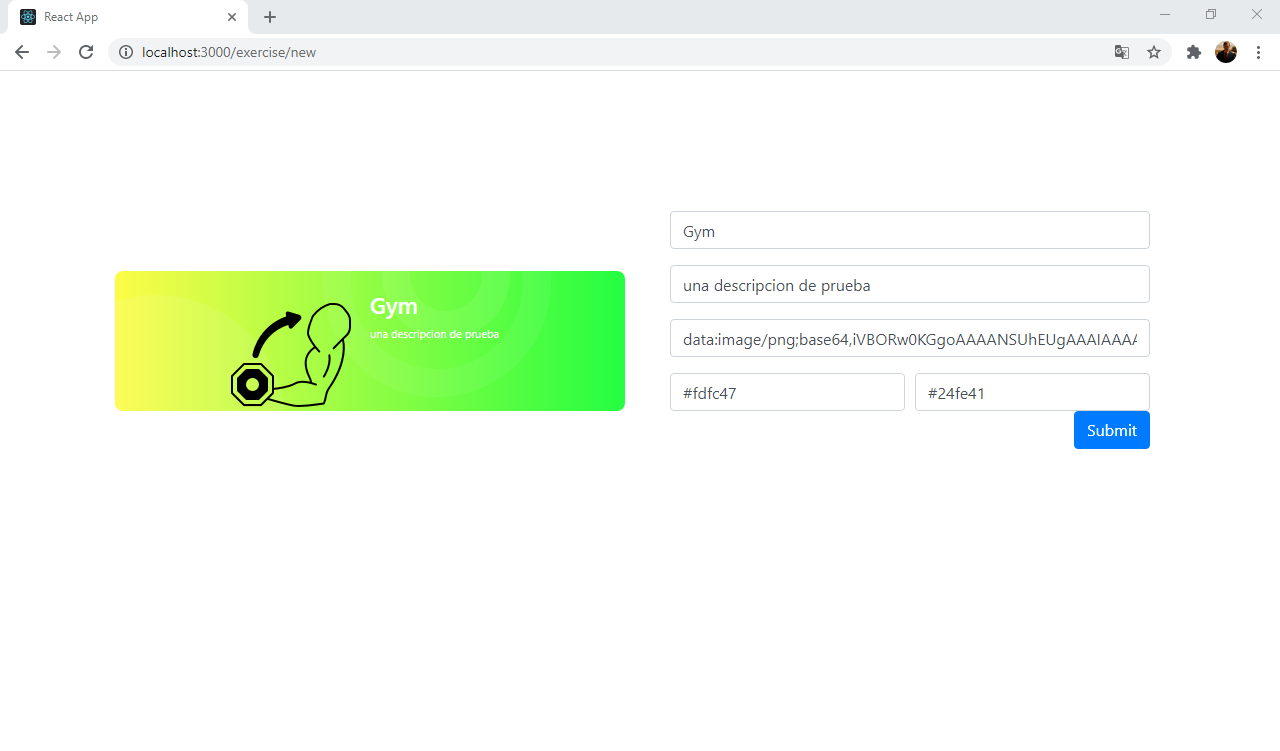 React App
localhost:3000/exercise/new
Gym
una descripcion de prueba
Gym
una descripcion de prueba
data:image/png;base64,iVBORw0KGgoAAAANSUhEUgAAAIAAAA
#fdfc47
#24fe41
Submit